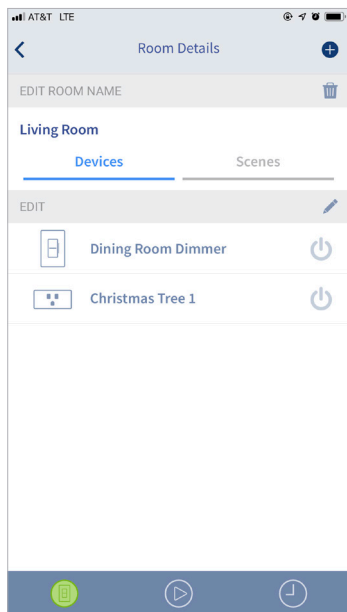 AT&T LTE
Room Details
EDIT ROOM NAME
Living Room
Devices Scenes
EDIT
Dining Room Dimmer
Christmas Tree 1